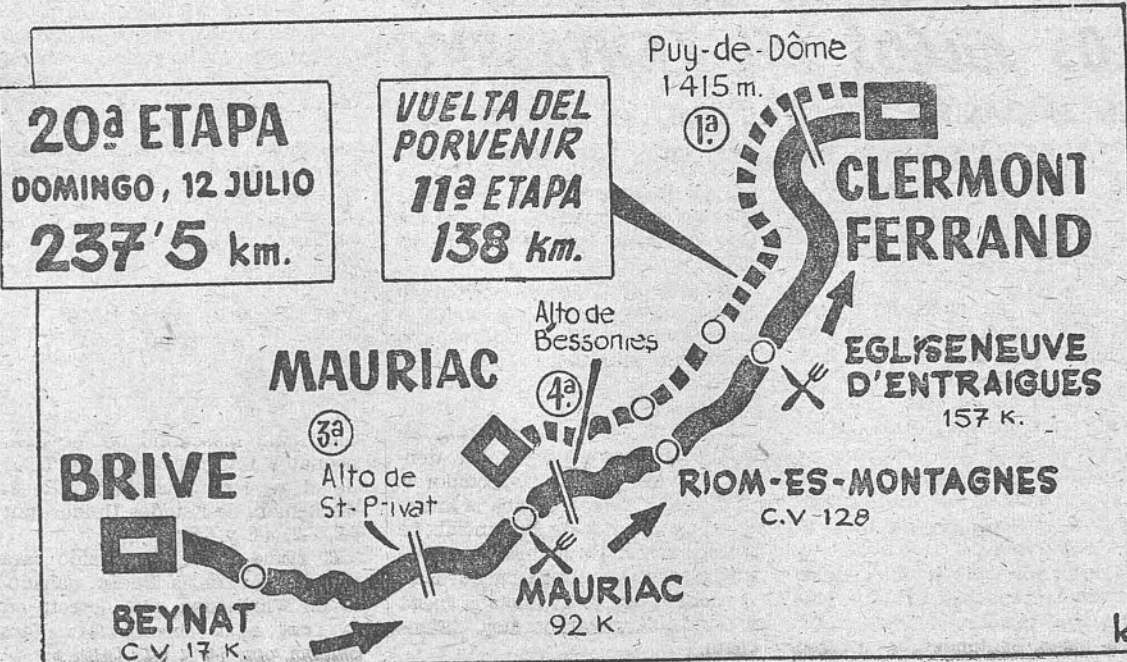 20ª ETAPA
DOMINGO, 12 JULIO
237'5 km.
VUELTA DEL
PORVENIR
11ª ETAPA
138 Km.
Puy-de-Dôme
1.415 m.
1ª
CLERMONT
FERRAND
Alto de
Bessonies
4ª
MAURIAC
3ª
Alto de
St-Privat
BRIVE
EGLISENEUVE
D'ENTRAIGUES
157 K.
RIOM-ES-MONTAGNES
C.V-128
MAURIAC
92 K.
BEYNAT
C V 17 K.